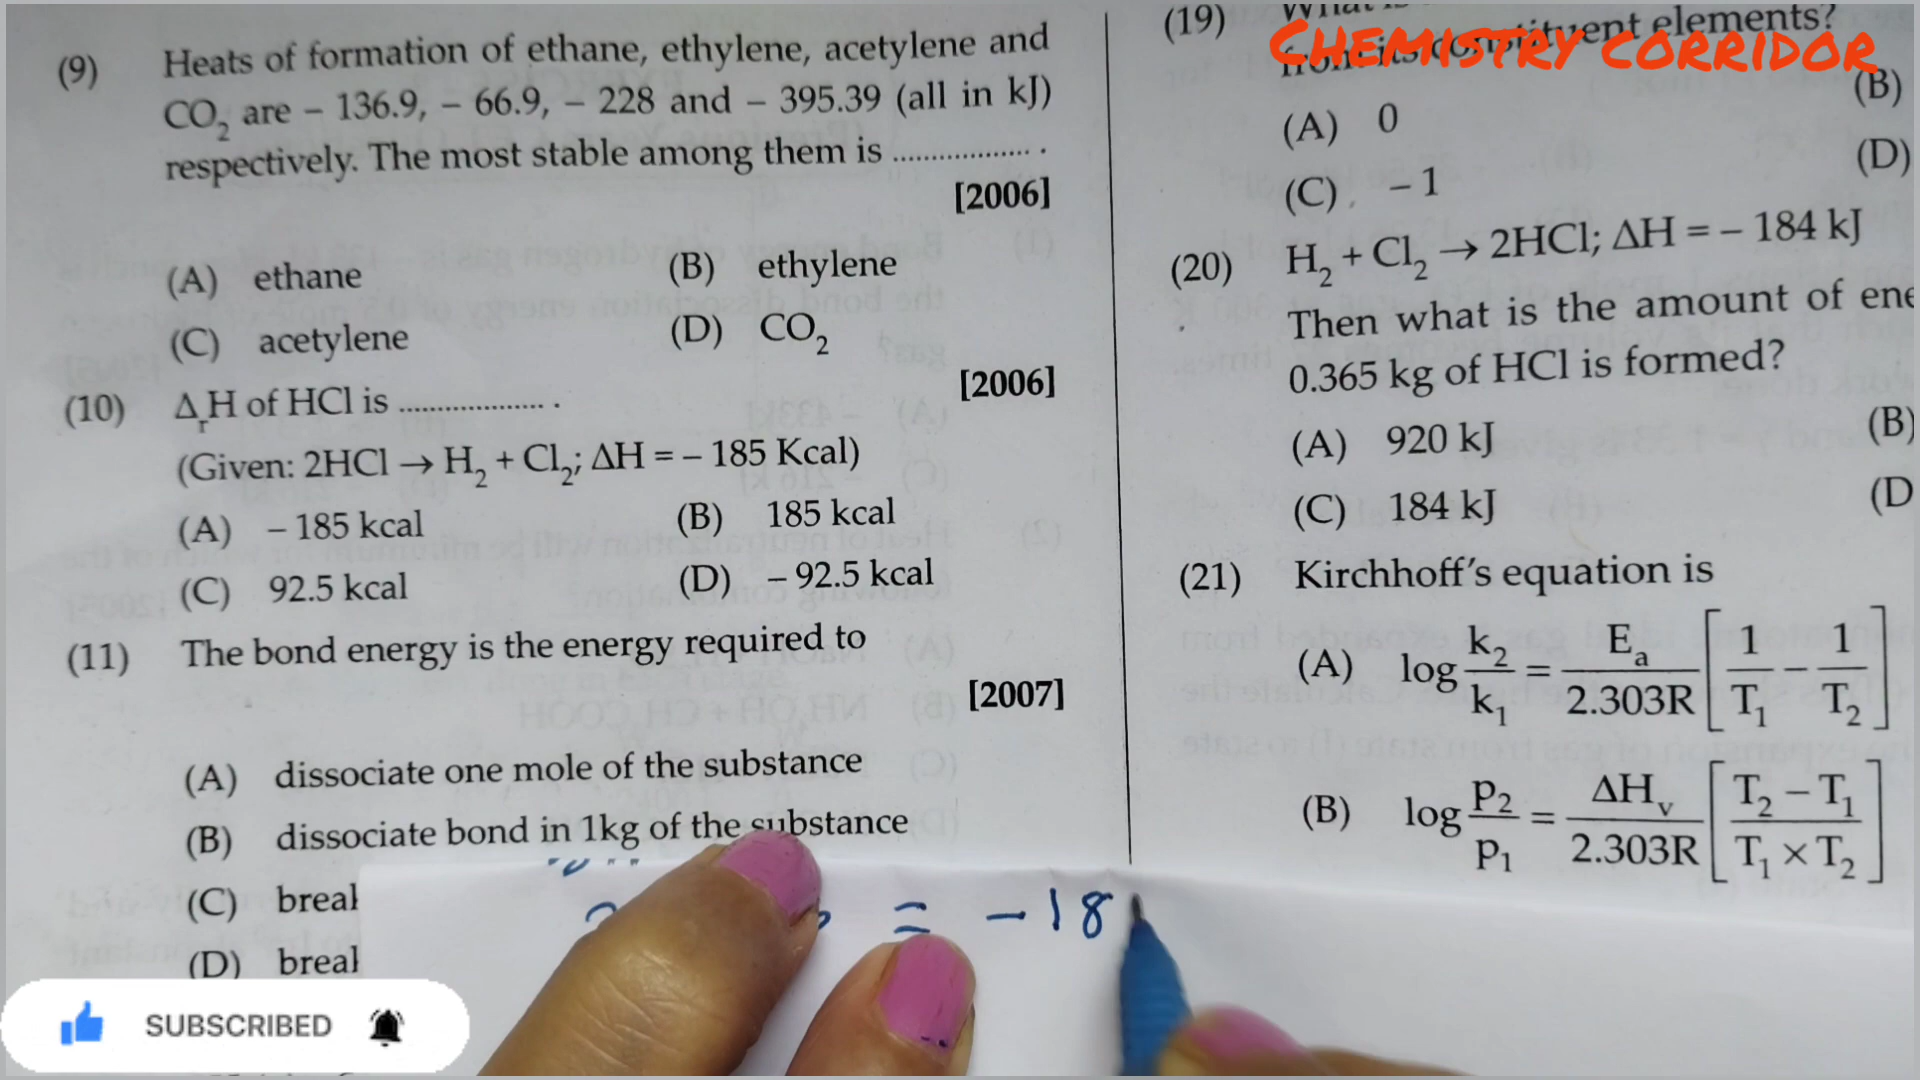 (9) Heats of formation of ethane, ethylene, acetylene and
CO₂ are – 136.9, – 66.9, – 228 and – 395.39 (all in kJ)
respectively. The most stable among them is .................. .
[2006]
(A) ethane (B) ethylene
(C) acetylene (D) CO₂
[2006]
(10) ΔᵣH of HCl is ................... .
(Given: 2HCl → H₂ + Cl₂; ΔH = – 185 Kcal)
(A) – 185 kcal (B) 185 kcal
(C) 92.5 kcal (D) – 92.5 kcal
(11) The bond energy is the energy required to
[2007]
(A) dissociate one mole of the substance
(B) dissociate bond in 1kg of the substance
(C)
(D)
= – 18
SUBSCRIBED
CHEMISTRY CORRIDOR
(19)
elements?
(A) 0 (B)
(C) – 1 (D)
(20) H₂ + Cl₂ → 2HCl; ΔH = – 184 kJ
Then what is the amount of
0.365 kg of HCl is formed?
(A) 920 kJ (B)
(C) 184 kJ (D
(21) Kirchhoff's equation is
(A) log k₂/k₁ = Eₐ/2.303R [1/T₁ – 1/T₂]
(B) log p₂/p₁ = ΔHᵥ/2.303R [T₂ – T₁/T₁ × T₂]